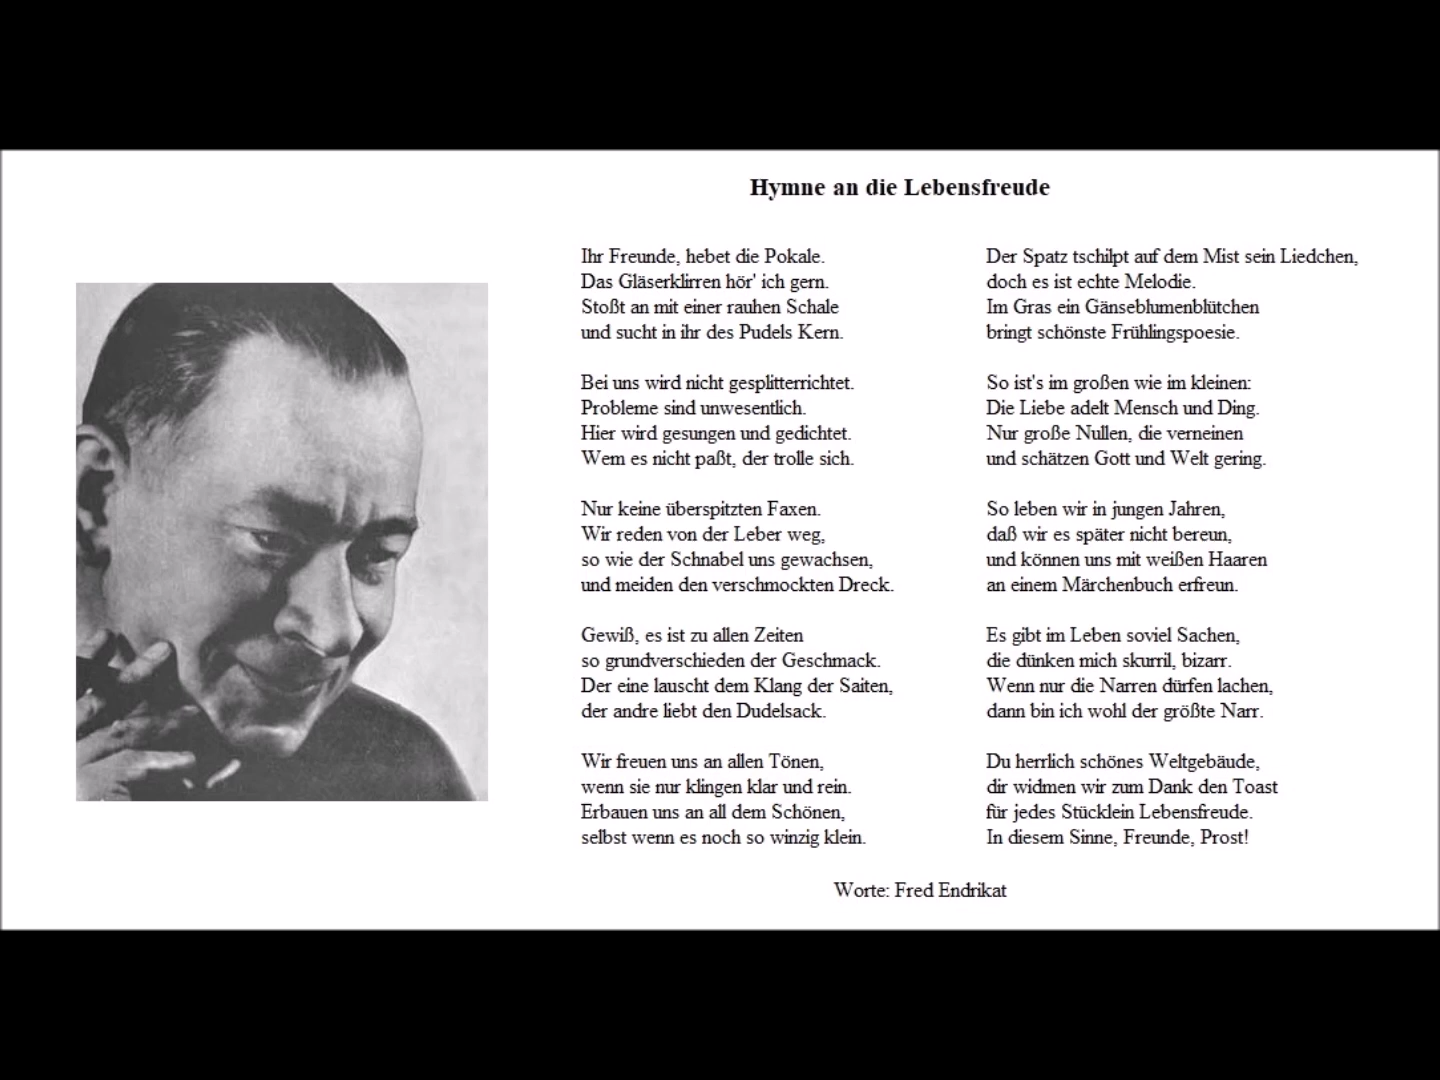 Hymne an die Lebensfreude
Ihr Freunde, hebet die Pokale.
Das Gläserklirren hör' ich gern.
Stoßt an mit einer rauhen Schale
und sucht in ihr des Pudels Kern.
Bei uns wird nicht gesplitterrichtet.
Probleme sind unwesentlich.
Hier wird gesungen und gedichtet.
Wem es nicht paßt, der trolle sich.
Nur keine überspitzten Faxen.
Wir reden von der Leber weg,
so wie der Schnabel uns gewachsen,
und meiden den verschmockten Dreck.
Gewiß, es ist zu allen Zeiten
so grundverschieden der Geschmack.
Der eine lauscht dem Klang der Saiten,
der andre liebt den Dudelsack.
Wir freuen uns an allen Tönen,
wenn sie nur klingen klar und rein.
Erbauen uns an all dem Schönen,
selbst wenn es noch so winzig klein.
Der Spatz tschilpt auf dem Mist sein Liedchen,
doch es ist echte Melodie.
Im Gras ein Gänseblumenblütchen
bringt schönste Frühlingspoesie.
So ist's im großen wie im kleinen:
Die Liebe adelt Mensch und Ding.
Nur große Nullen, die verneinen
und schätzen Gott und Welt gering.
So leben wir in jungen Jahren,
daß wir es später nicht bereun,
und können uns mit weißen Haaren
an einem Märchenbuch erfreun.
Es gibt im Leben soviel Sachen,
die dünken mich skurril, bizarr.
Wenn nur die Narren dürfen lachen,
dann bin ich wohl der größte Narr.
Du herrlich schönes Weltgebäude,
dir widmen wir zum Dank den Toast
für jedes Stücklein Lebensfreude.
In diesem Sinne, Freunde, Prost!
Worte: Fred Endrikat